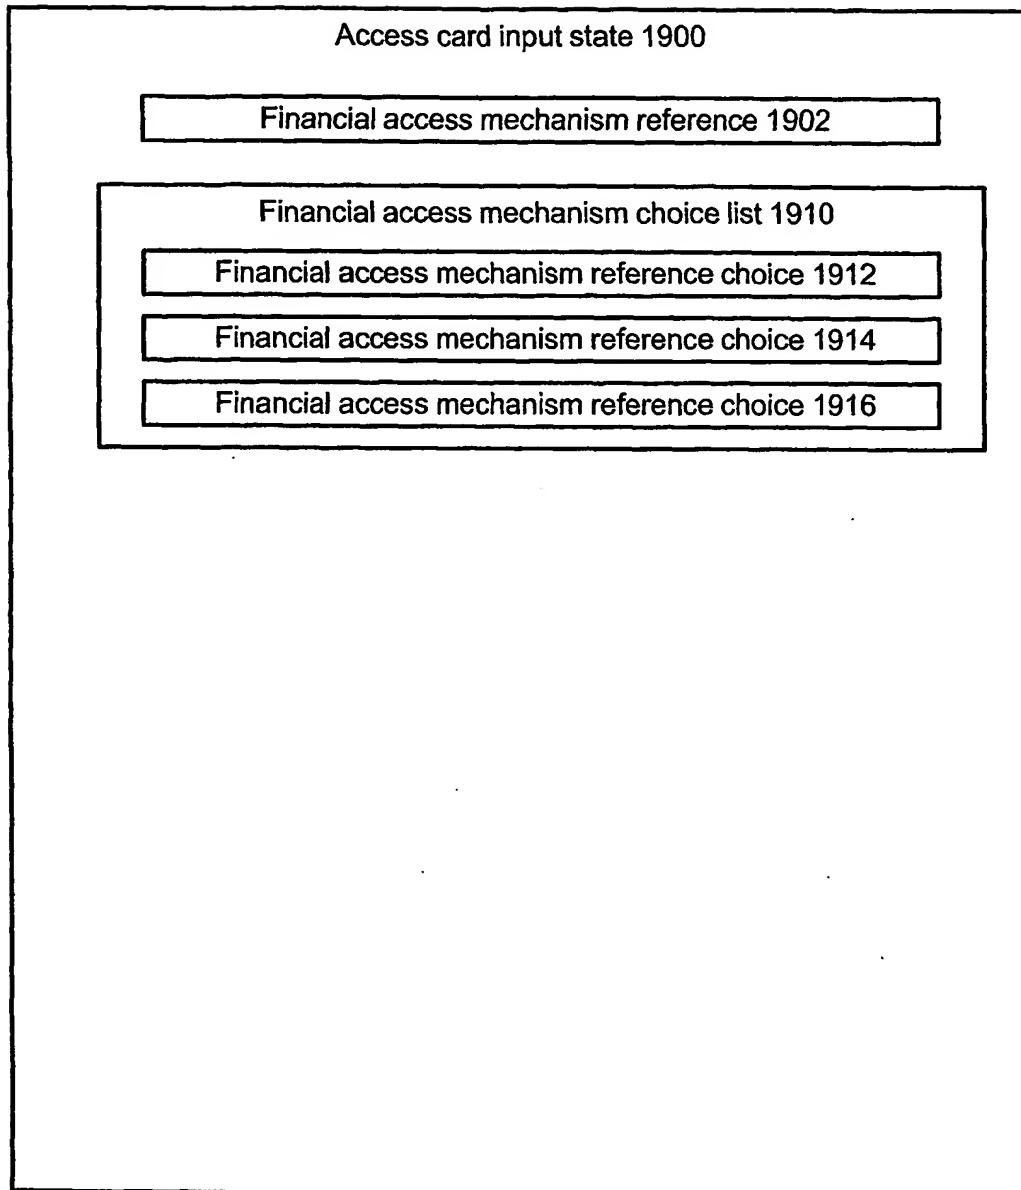 Access card input state 1900
Financial access mechanism reference 1902
Financial access mechanism choice list 1910
Financial access mechanism reference choice 1912
Financial access mechanism reference choice 1914
Financial access mechanism reference choice 1916